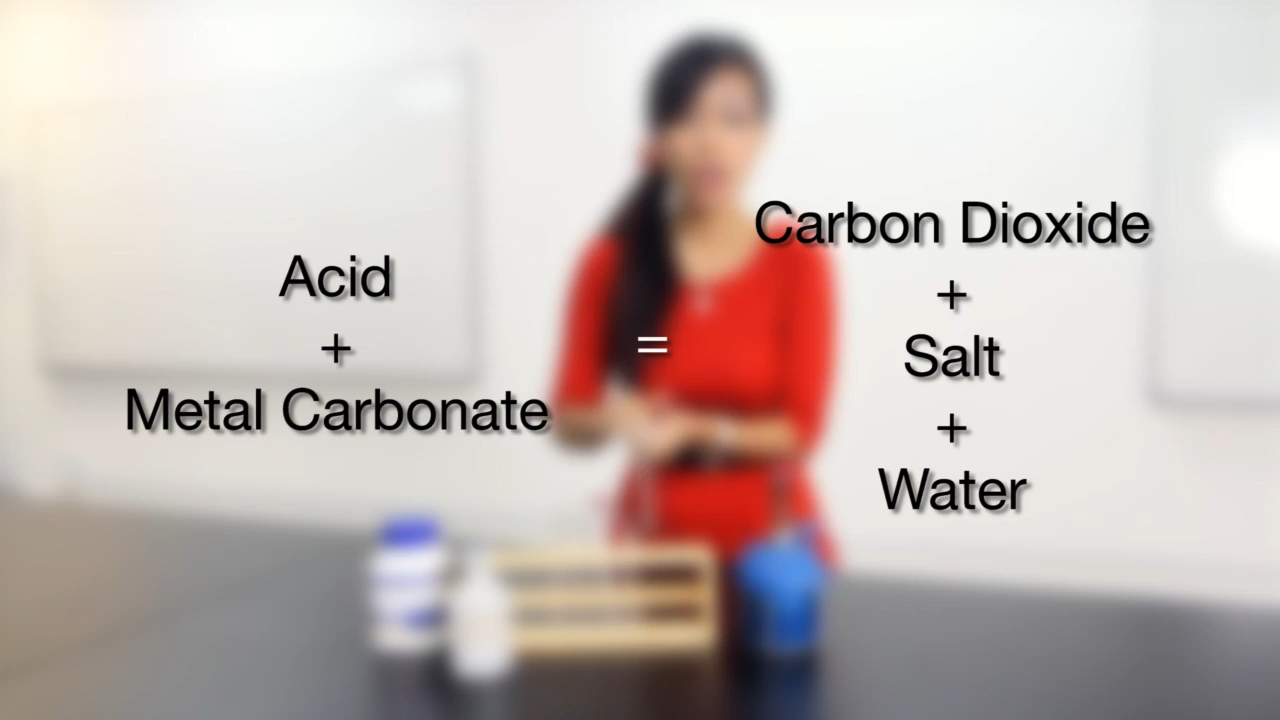 Acid
+
Metal Carbonate
=
Carbon Dioxide
+
Salt
+
Water